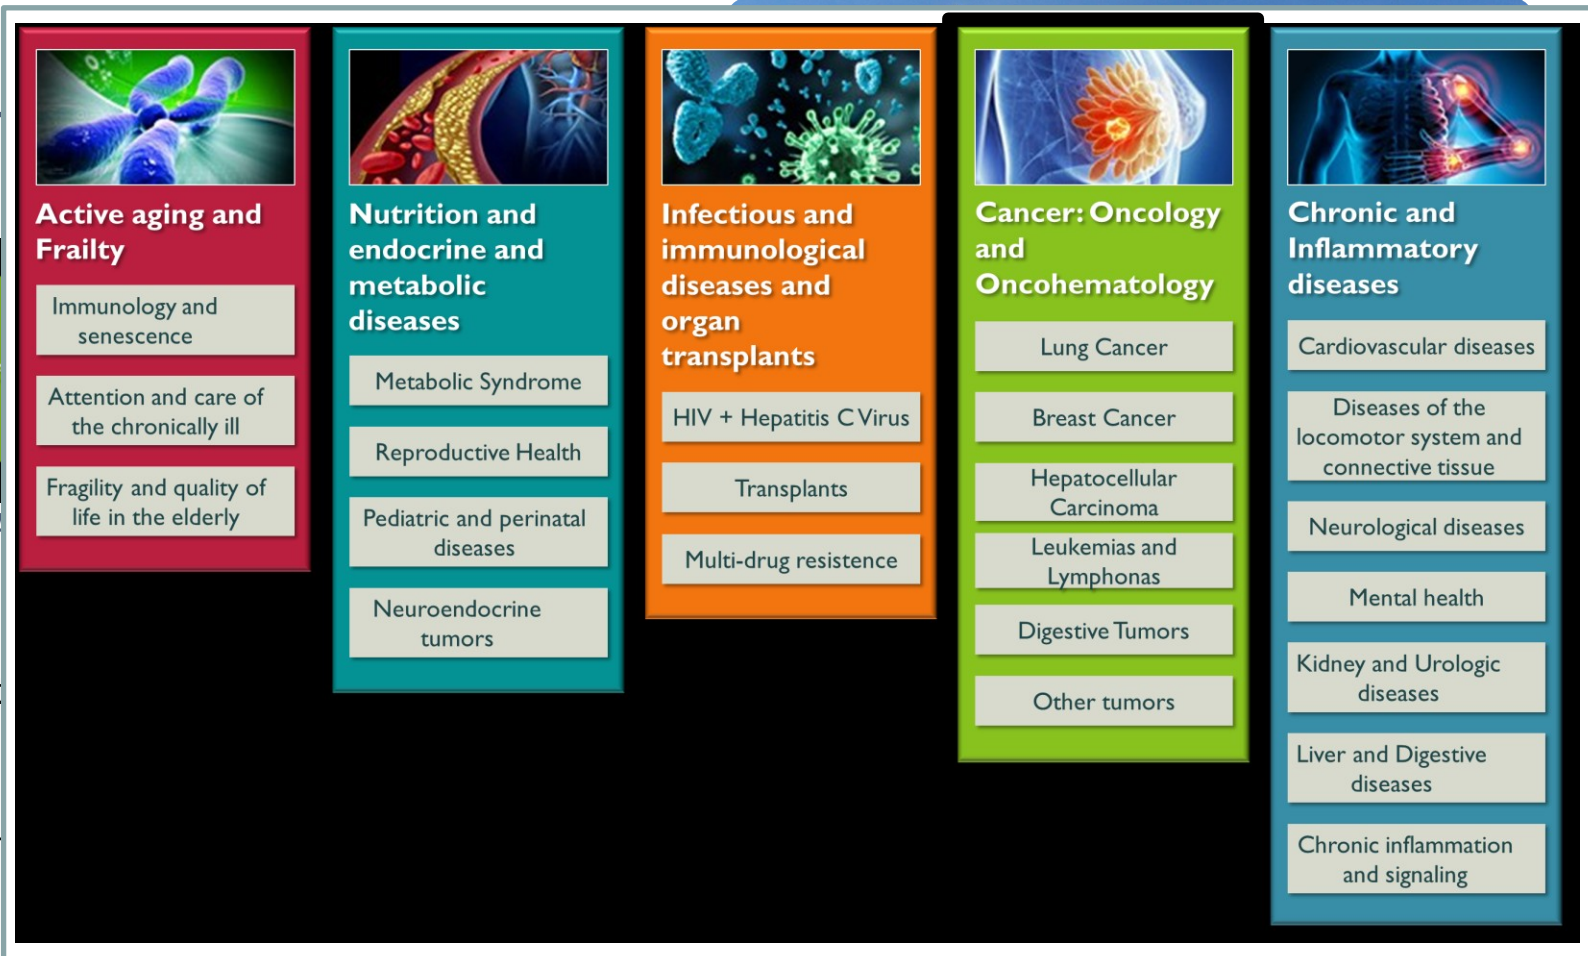 Active aging and
Frailty
Immunology and
senescence
Attention and care of
the chronically ill
Fragility and quality of
life in the elderly
Nutrition and
endocrine and
metabolic
diseases
Metabolic Syndrome
Reproductive Health
Pediatric and perinatal
diseases
Neuroendocrine
tumors
Infectious and
immunological
diseases and
organ
transplants
HIV + Hepatitis C Virus
Transplants
Multi-drug resistence
Cancer: Oncology
and
Oncohematology
Lung Cancer
Breast Cancer
Hepatocellular
Carcinoma
Leukemias and
Lymphonas
Digestive Tumors
Other tumors
Chronic and
Inflammatory
diseases
Cardiovascular diseases
Diseases of the
locomotor system and
connective tissue
Neurological diseases
Mental health
Kidney and Urologic
diseases
Liver and Digestive
diseases
Chronic inflammation
and signaling